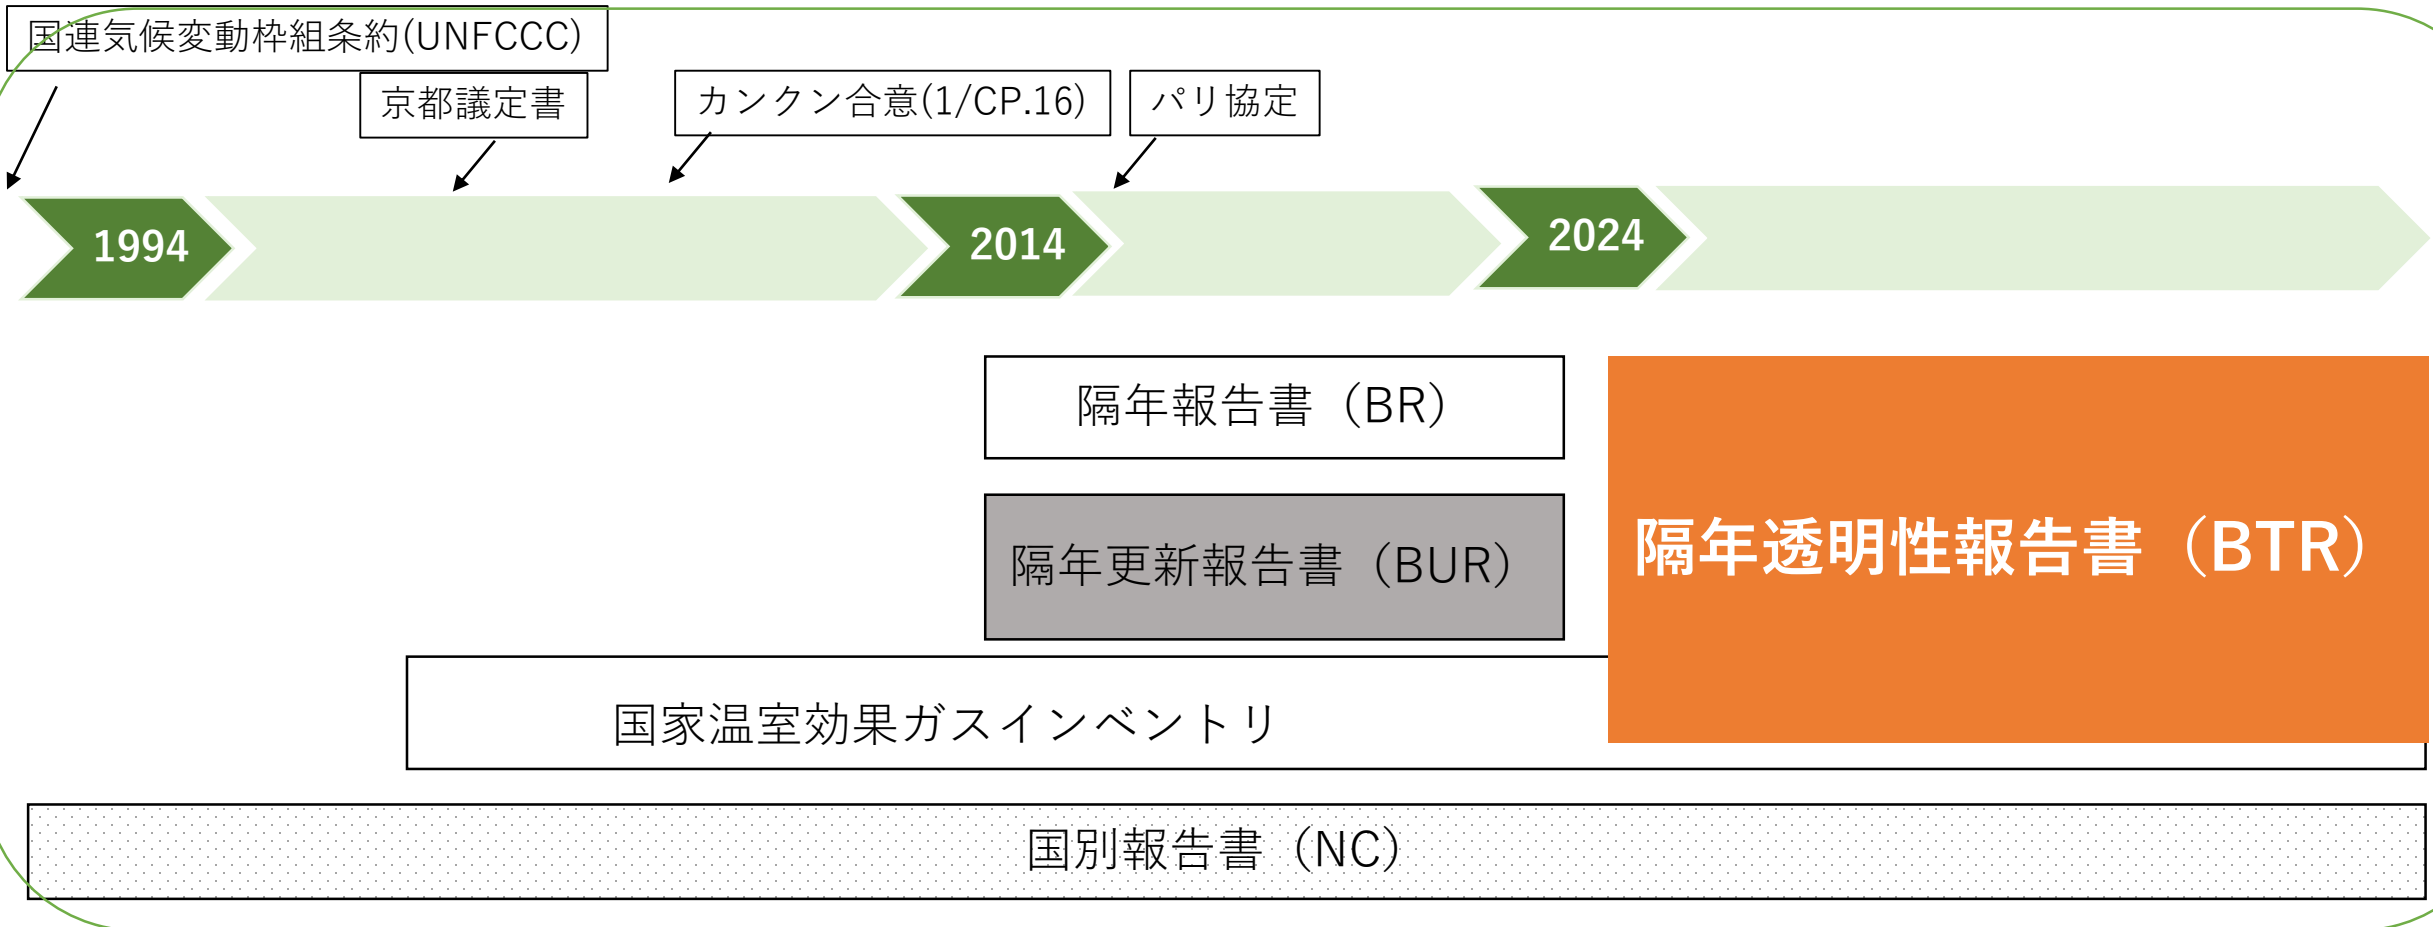 国連気候変動枠組条約(UNFCCC)
京都議定書
カンクン合意(1/CP.16)
パリ協定
1994
2014
2024
隔年報告書（BR）
隔年更新報告書（BUR）
隔年透明性報告書（BTR）
国家温室効果ガスインベントリ
国別報告書（NC）